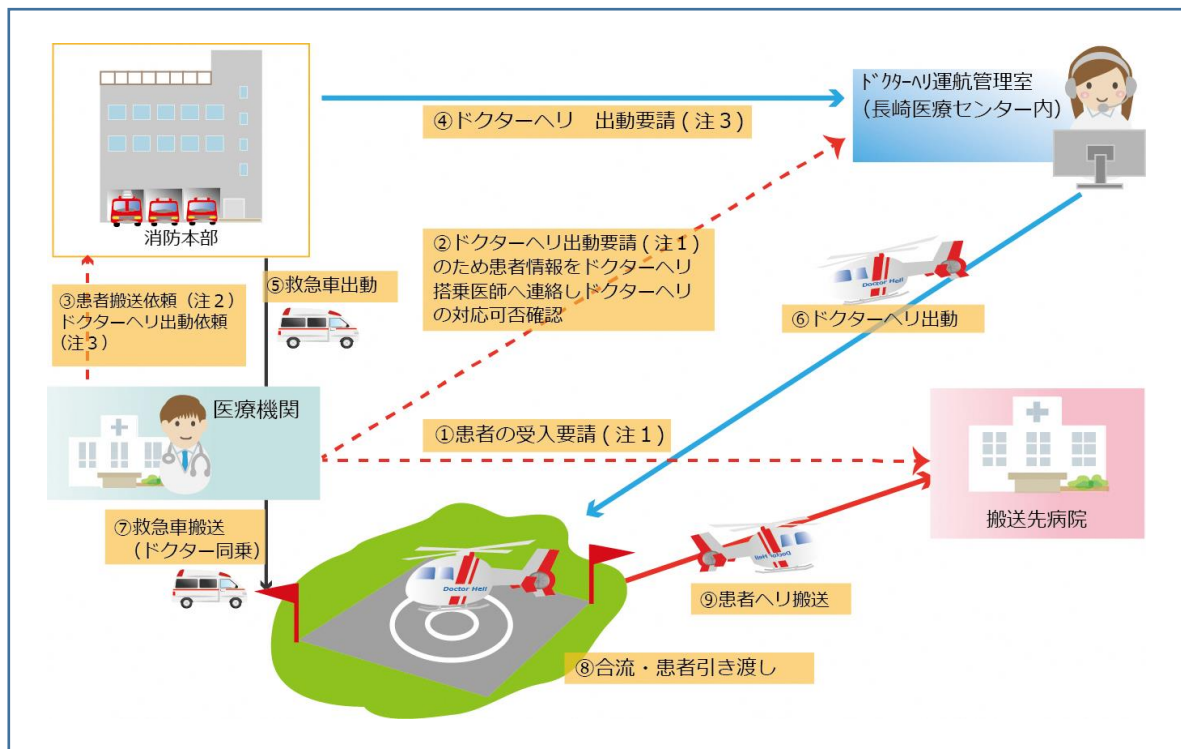 消防本部
④ドクターヘリ 出動要請(注3)
ﾄﾞｸﾀｰﾍﾘ運航管理室
(長崎医療センター内)
②ドクターヘリ出動要請(注1)
のため患者情報をドクターヘリ
搭乗医師へ連絡しドクターヘリ
の対応可否確認
③患者搬送依頼(注2)
ドクターヘリ出動依頼
(注3)
⑤救急車出動
Doctor Heli
⑥ドクターヘリ出動
医療機関
①患者の受入要請(注1)
搬送先病院
⑦救急車搬送
(ドクター同乗)
Doctor Heli
Doctor Heli
⑨患者ヘリ搬送
⑧合流・患者引き渡し